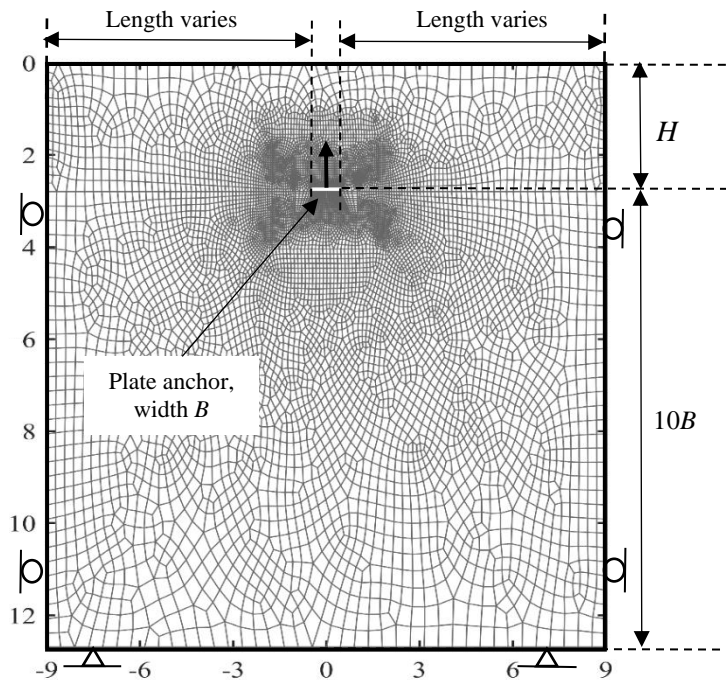 Length varies
Length varies
0
2
4
6
8
10
12
H
10B
Plate anchor,
width B
-9
-6
-3
0
3
6
9